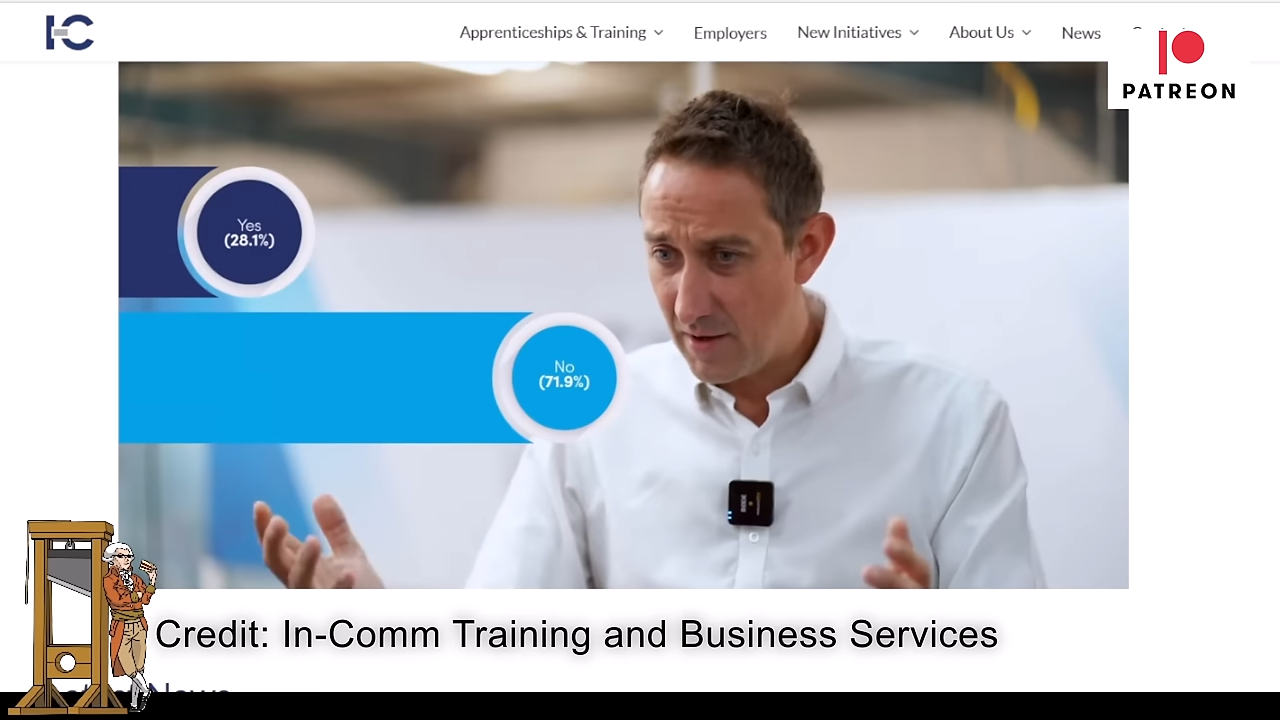 IC
Apprenticeships & Training
Employers
New Initiatives
About Us
News
PATREON
Yes
(28.1%)
No
(71.9%)
RODE
Credit: In-Comm Training and Business Services